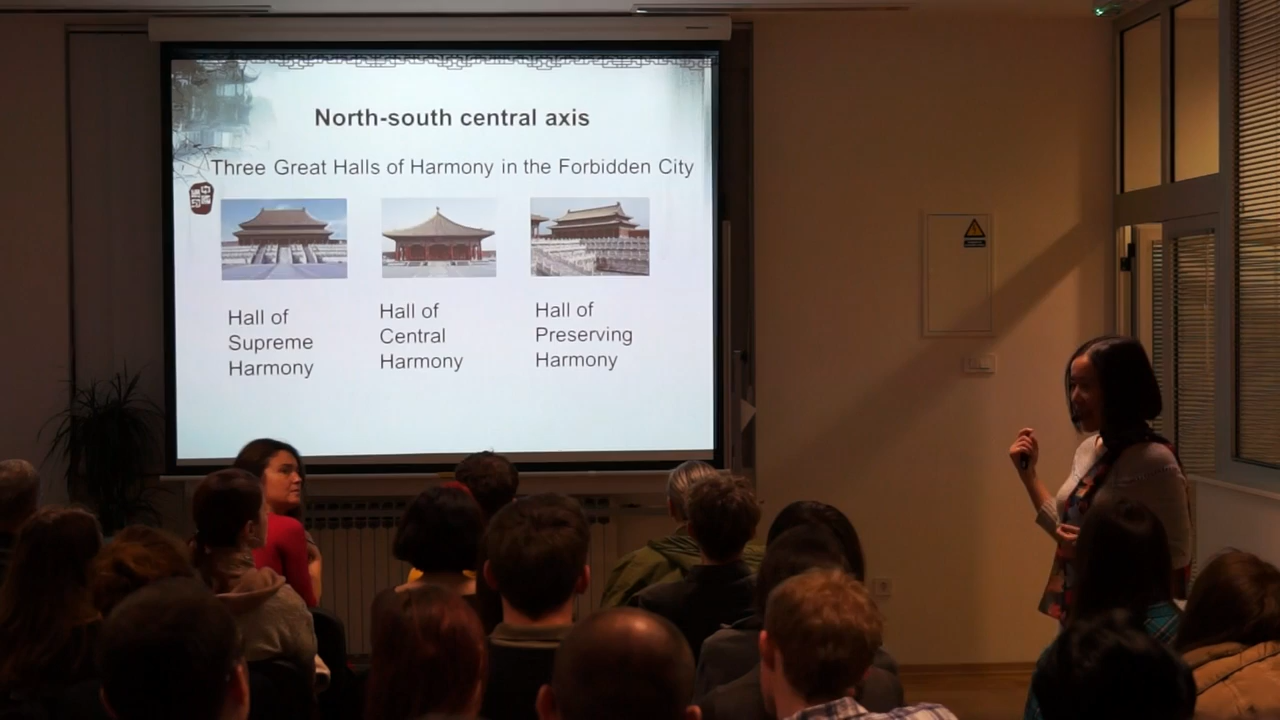 North-south central axis
Three Great Halls of Harmony in the Forbidden City
Hall of
Supreme
Harmony
Hall of
Central
Harmony
Hall of
Preserving
Harmony